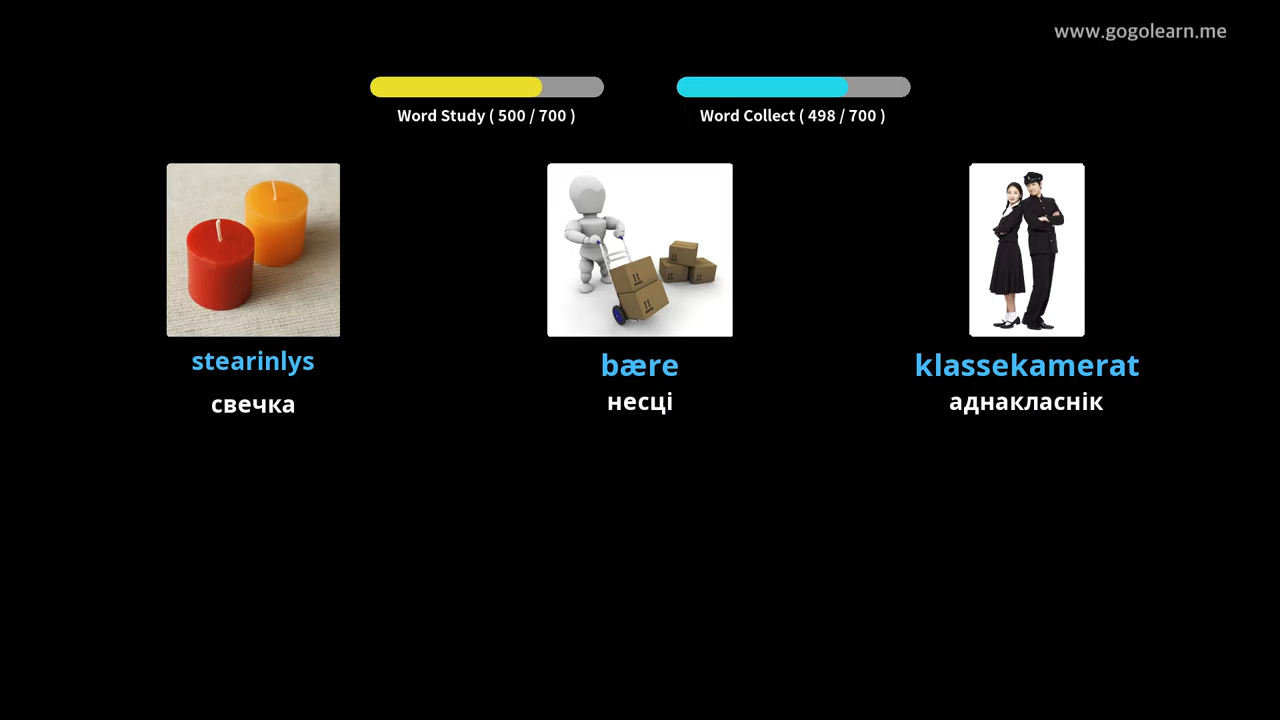 www.gogolearn.me
Word Study ( 500 / 700 )
Word Collect ( 498 / 700 )
stearinlys
свечка
bære
несці
klassekamerat
аднакласнік